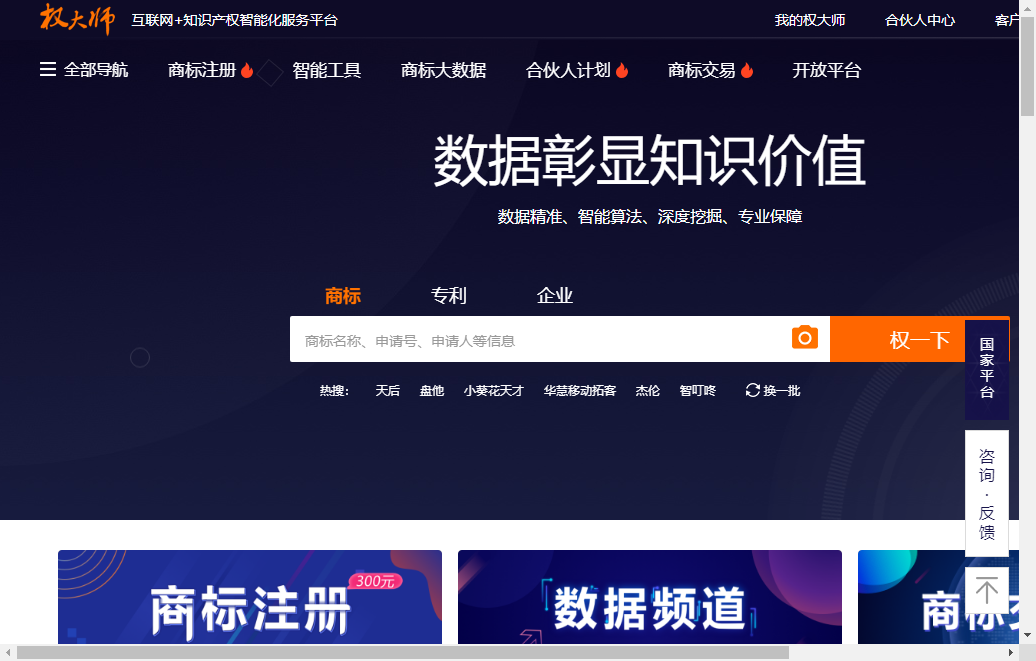 权大师 互联网+知识产权智能化服务平台 我的权大师 合伙人中心 客户
全部导航 商标注册 智能工具 商标大数据 合伙人计划 商标交易 开放平台
数据彰显知识价值
数据精准、智能算法、深度挖掘、专业保障
商标 专利 企业
商标名称、申请号、申请人等信息 权一下
热搜： 天后 盘他 小葵花天才 华慧移动拓客 杰伦 智叮咚 换一批
国家平台
咨询·反馈
商标注册 300元 数据频道 商标交